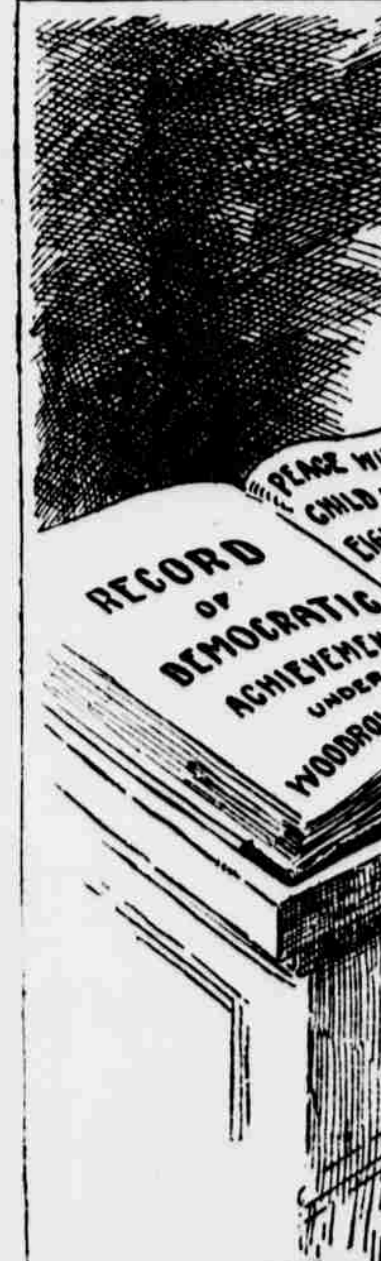 RECORD
OF
DEMOCRATIC
ACHIEVEMEN
UNDER
WOODRO
PEACE WI
CHILD
EIG